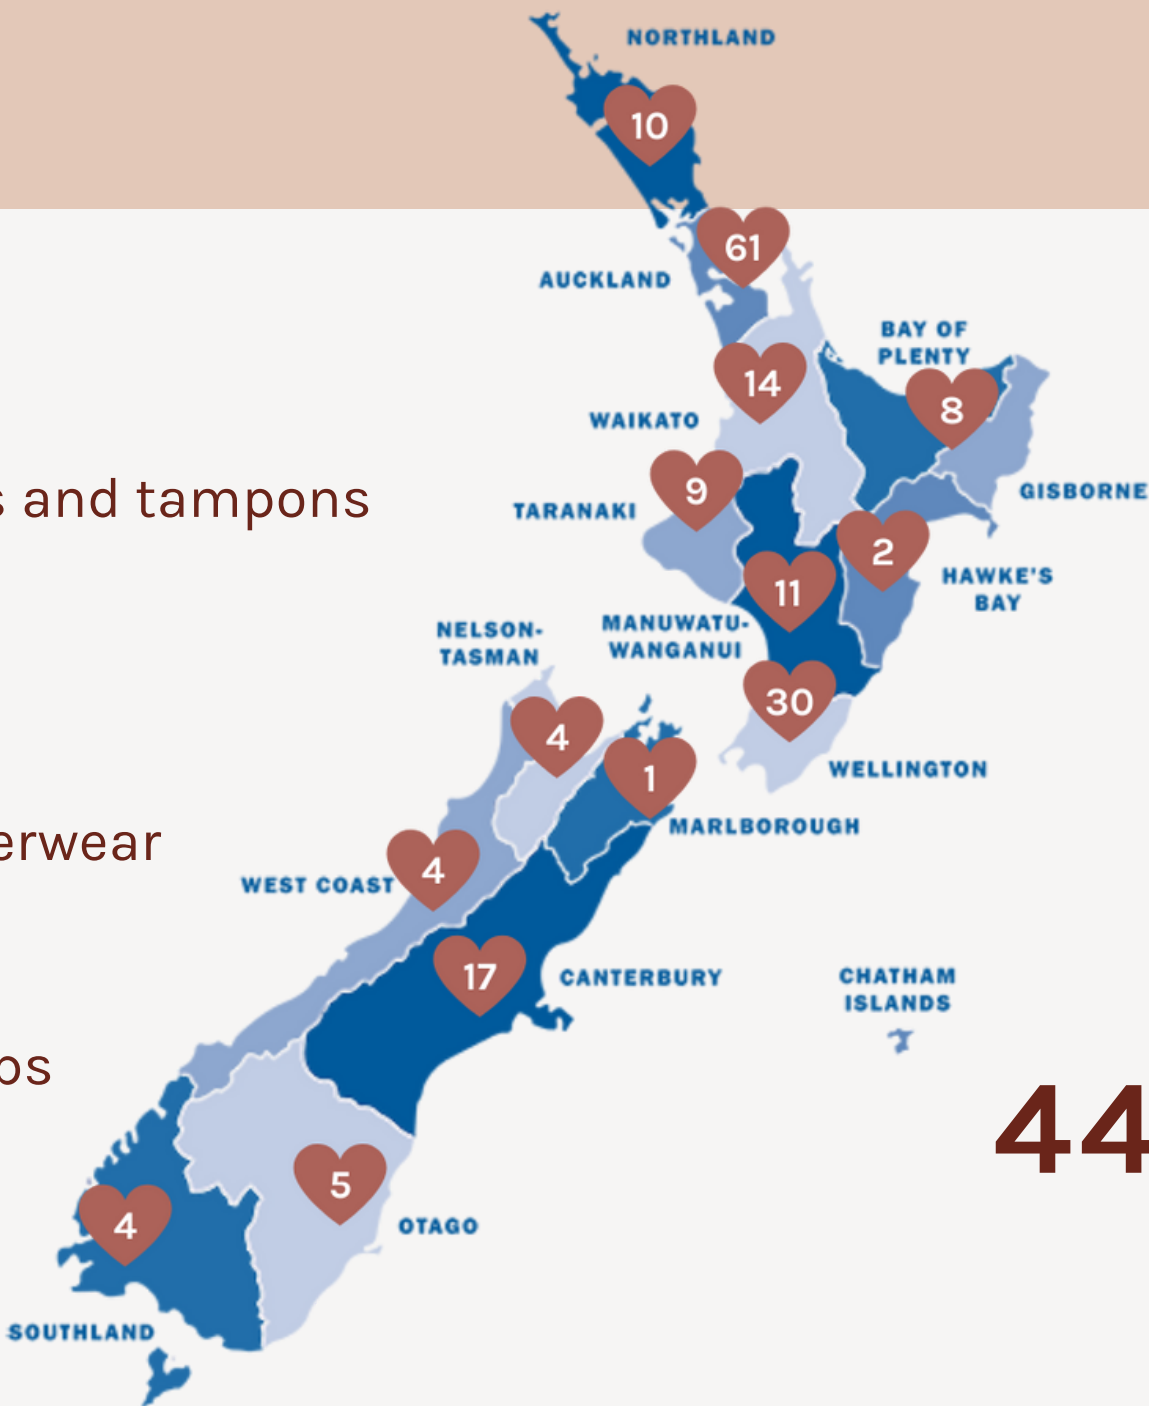 NORTHLAND
10
61
AUCKLAND
BAY OF
PLENTY
14
8
WAIKATO
9
GISBORNE
s and tampons
TARANAKI
2
HAWKE'S
BAY
11
NELSON-
TASMAN
MANUWATU-
WANGANUI
30
4
1
WELLINGTON
MARLBOROUGH
erwear
4
WEST COAST
17
CANTERBURY
CHATHAM
ISLANDS
ps
44
5
4
OTAGO
SOUTHLAND